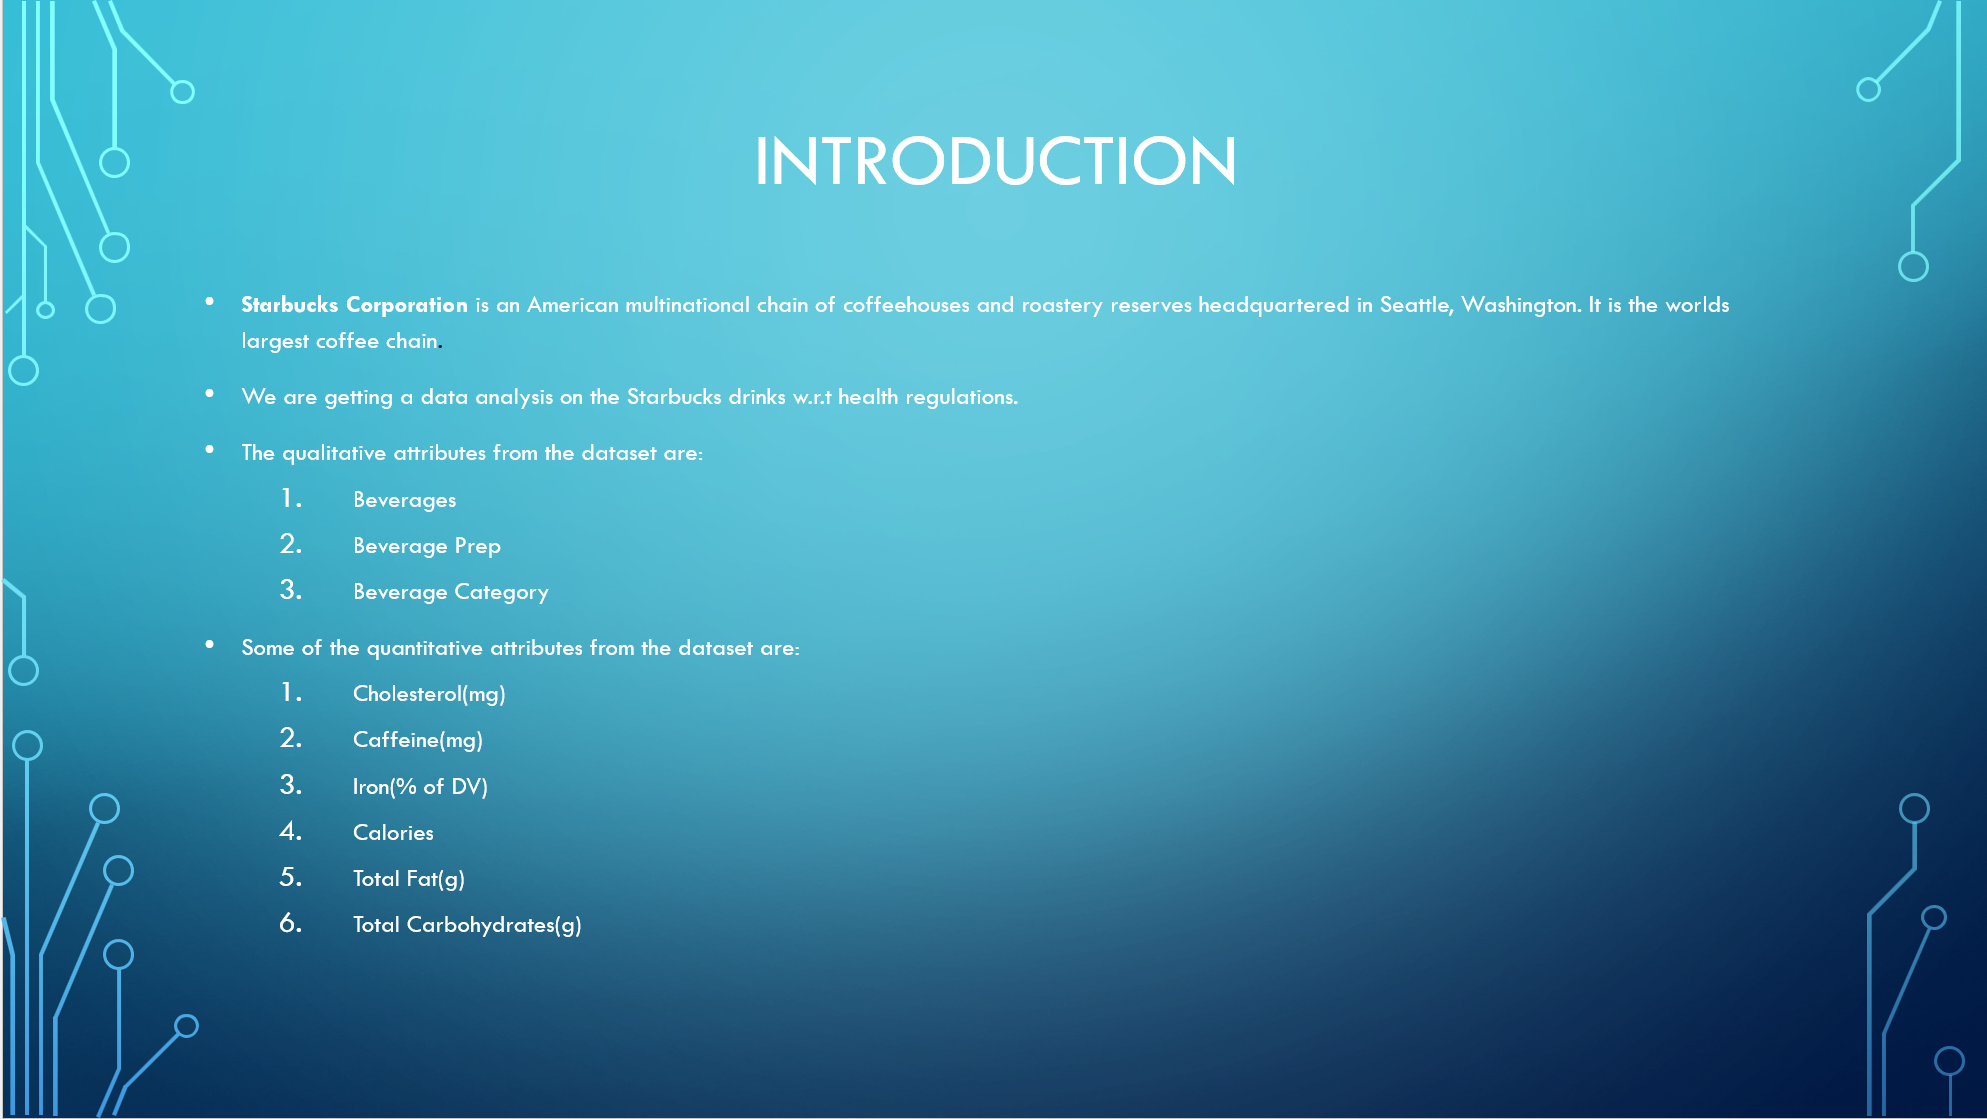 INTRODUCTION
• Starbucks Corporation is an American multinational chain of coffeehouses and roastery reserves headquartered in Seattle, Washington. It is the worlds
largest coffee chain.
• We are getting a data analysis on the Starbucks drinks w.r.t health regulations.
• The qualitative attributes from the dataset are:
1. Beverages
2. Beverage Prep
3. Beverage Category
• Some of the quantitative attributes from the dataset are:
1. Cholesterol(mg)
2. Caffeine(mg)
3. Iron(% of DV)
4. Calories
5. Total Fat(g)
6. Total Carbohydrates(g)